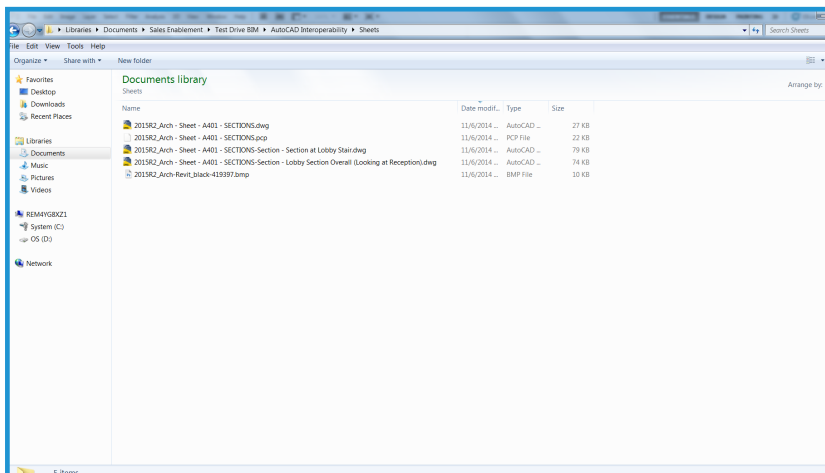 Libraries ▸ Documents ▸ Sales Enablement ▸ Test Drive BIM ▸ AutoCAD Interoperability ▸ Sheets
Search Sheets
File Edit View Tools Help
Organize Share with New folder
Favorites
Desktop
Downloads
Recent Places
Libraries
Documents
Music
Pictures
Videos
REM4YG8XZ1
System (C:)
OS (D:)
Network
Documents library
Sheets
Arrange by:
Name Date modif... Type Size
2015R2_Arch - Sheet - A401 - SECTIONS.dwg 11/6/2014 ... AutoCAD ... 27 KB
2015R2_Arch - Sheet - A401 - SECTIONS.pcp 11/6/2014 ... PCP File 22 KB
2015R2_Arch - Sheet - A401 - SECTIONS-Section - Section at Lobby Stair.dwg 11/6/2014 ... AutoCAD ... 79 KB
2015R2_Arch - Sheet - A401 - SECTIONS-Section - Lobby Section Overall (Looking at Reception).dwg 11/6/2014 ... AutoCAD ... 74 KB
2015R2_Arch-Revit_black-419397.bmp 11/6/2014 ... BMP File 10 KB
5 items